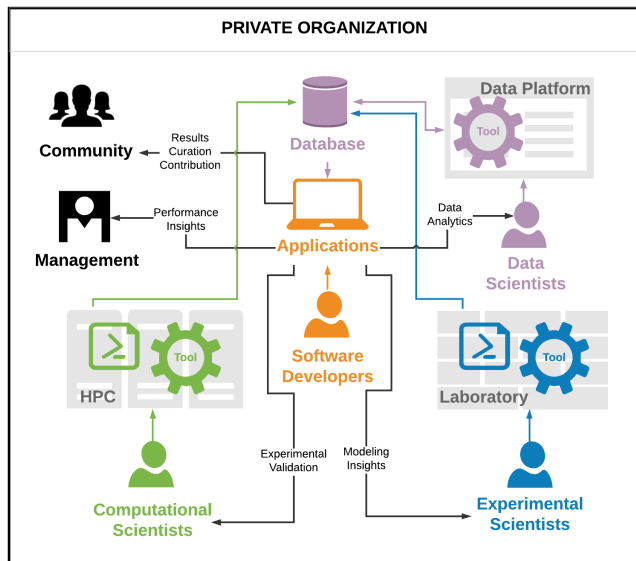 PRIVATE ORGANIZATION
Data Platform
Tool
Community
Results
Curation
Contribution
Database
Management
Performance
Insights
Applications
Data
Analytics
Data
Scientists
HPC
Tool
Software
Developers
Laboratory
Tool
Experimental
Validation
Modeling
Insights
Computational
Scientists
Experimental
Scientists